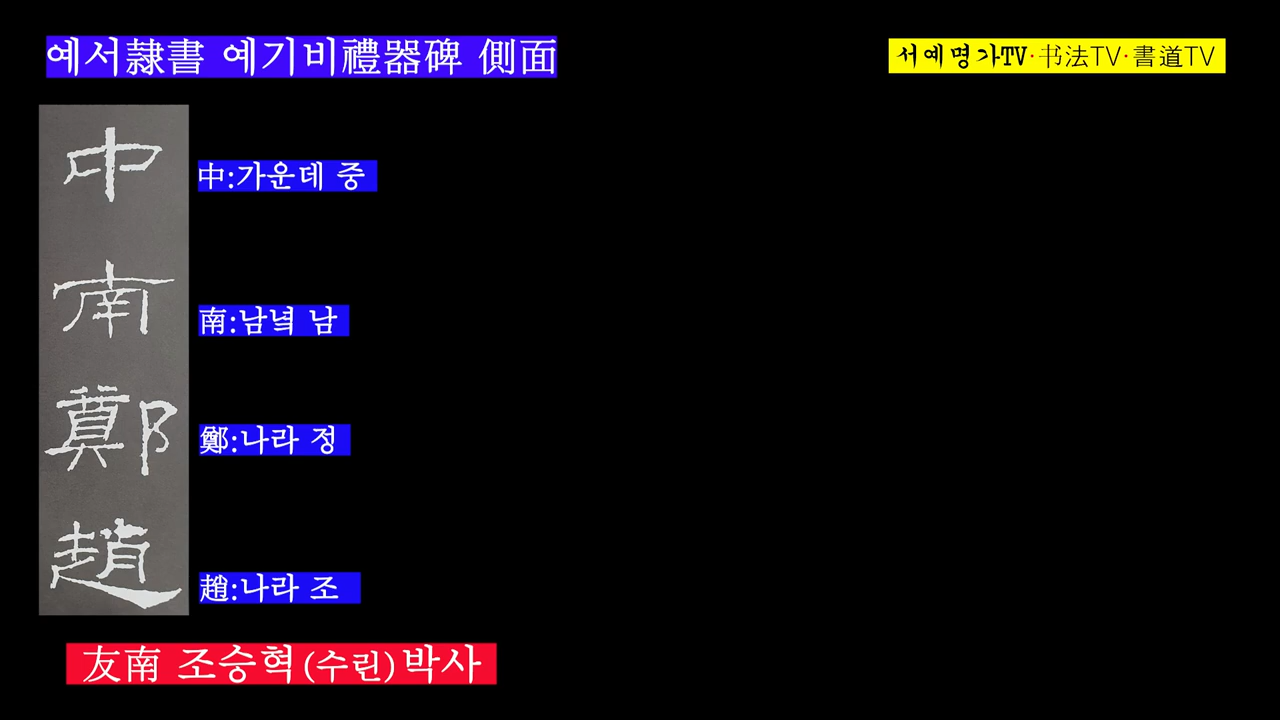 예서隷書 예기비禮器碑 側面
서예명가TV·书法TV·書道TV
中
中:가운데 중
南
南:남녘 남
鄭
鄭:나라 정
趙
趙:나라 조
友南 조승혁(수린)박사